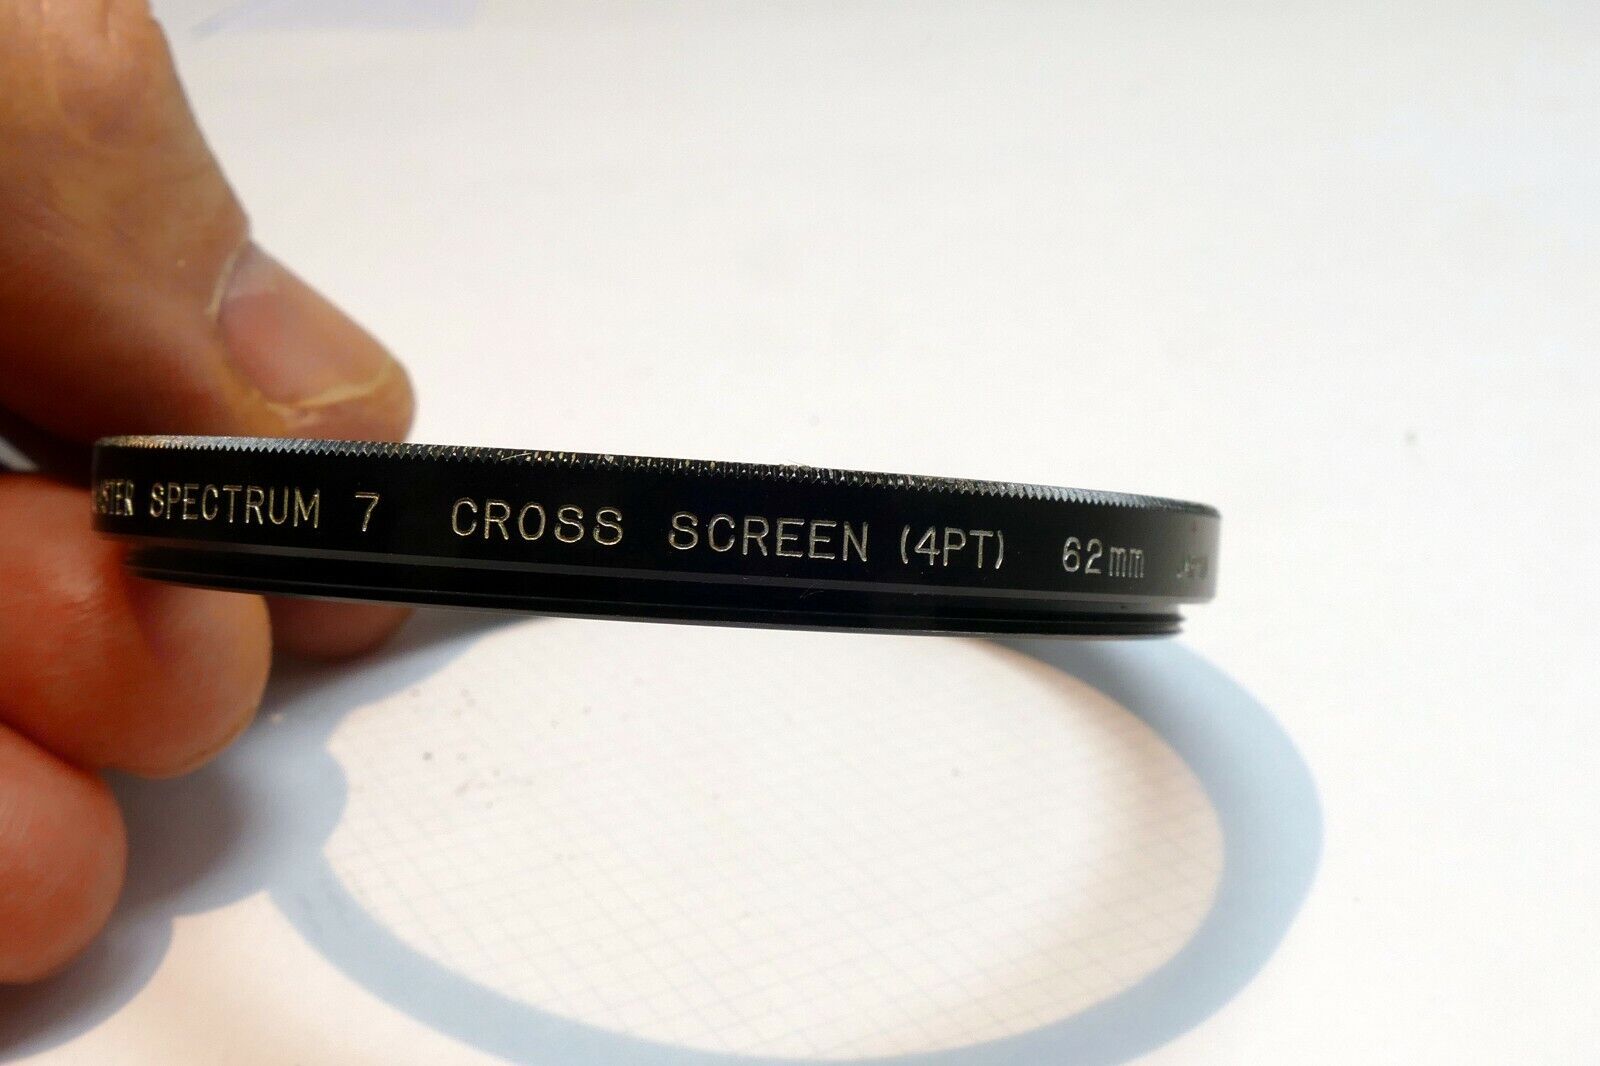 SPECTRUM 7 CROSS SCREEN (4PT) 62mm